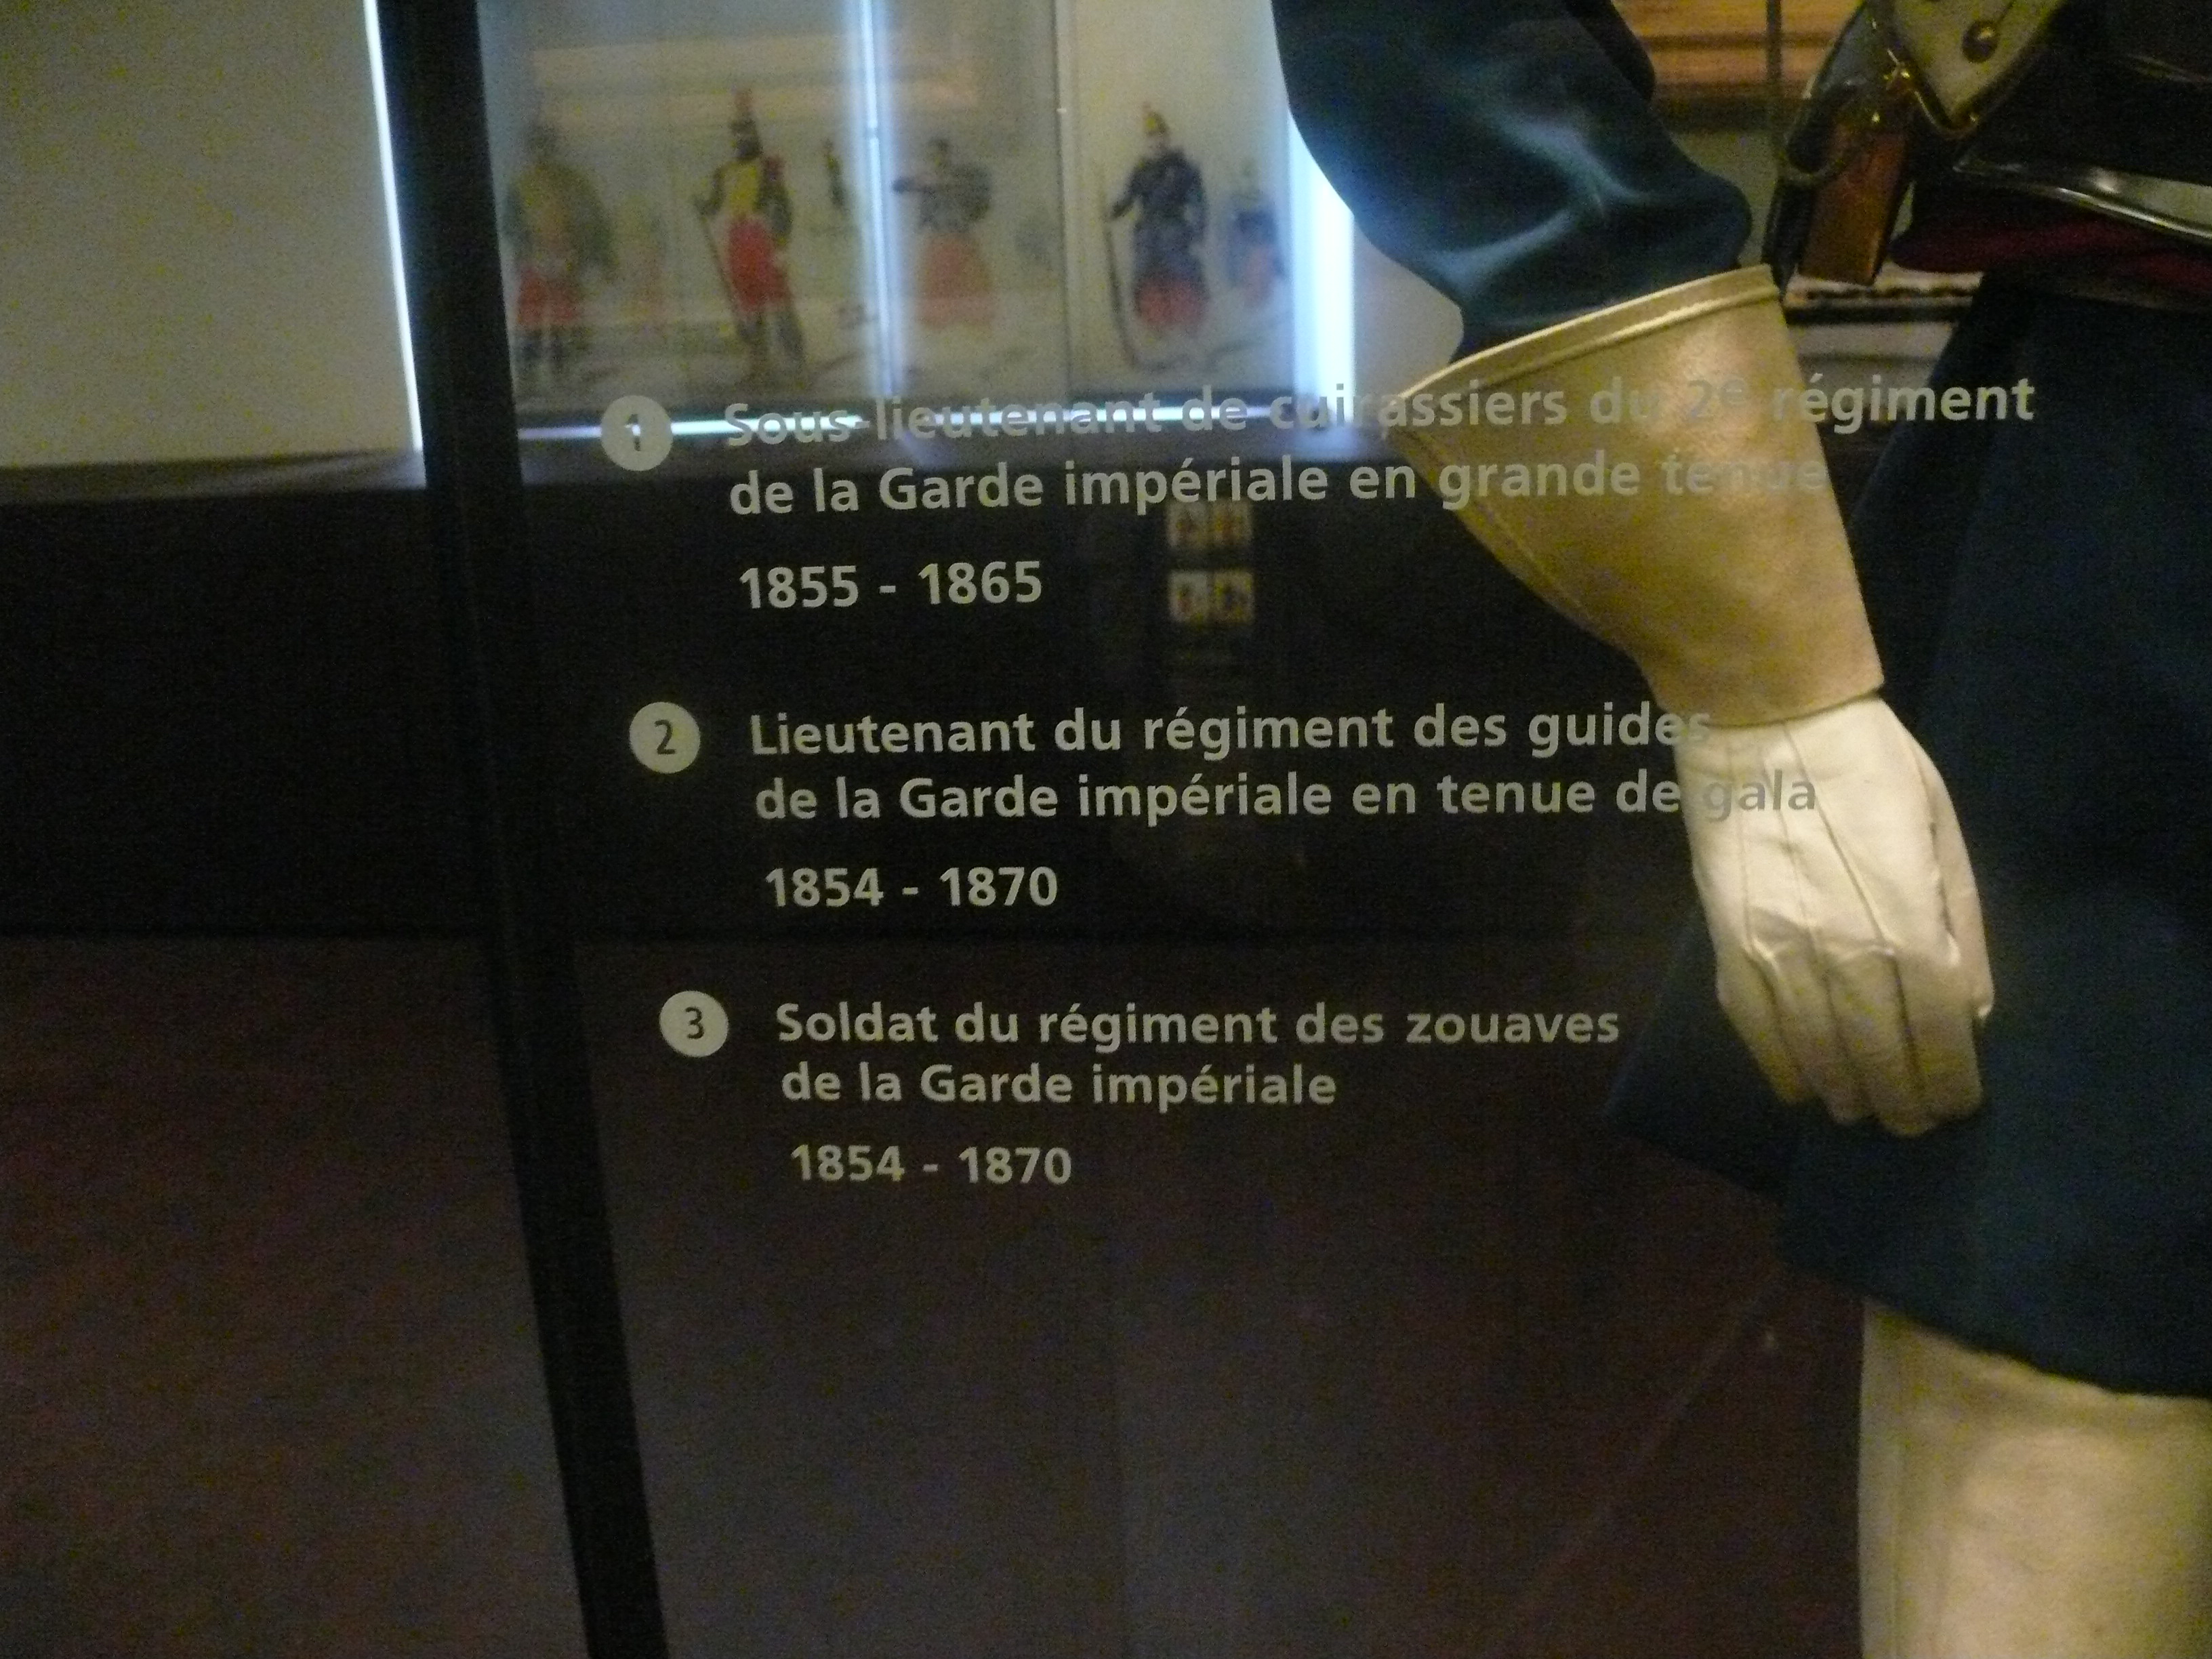 1 Sous-lieutenant de cuirassiers du 2e régiment
de la Garde impériale en grande tenue
1855 - 1865
2 Lieutenant du régiment des guides
de la Garde impériale en tenue de gala
1854 - 1870
3 Soldat du régiment des zouaves
de la Garde impériale
1854 - 1870